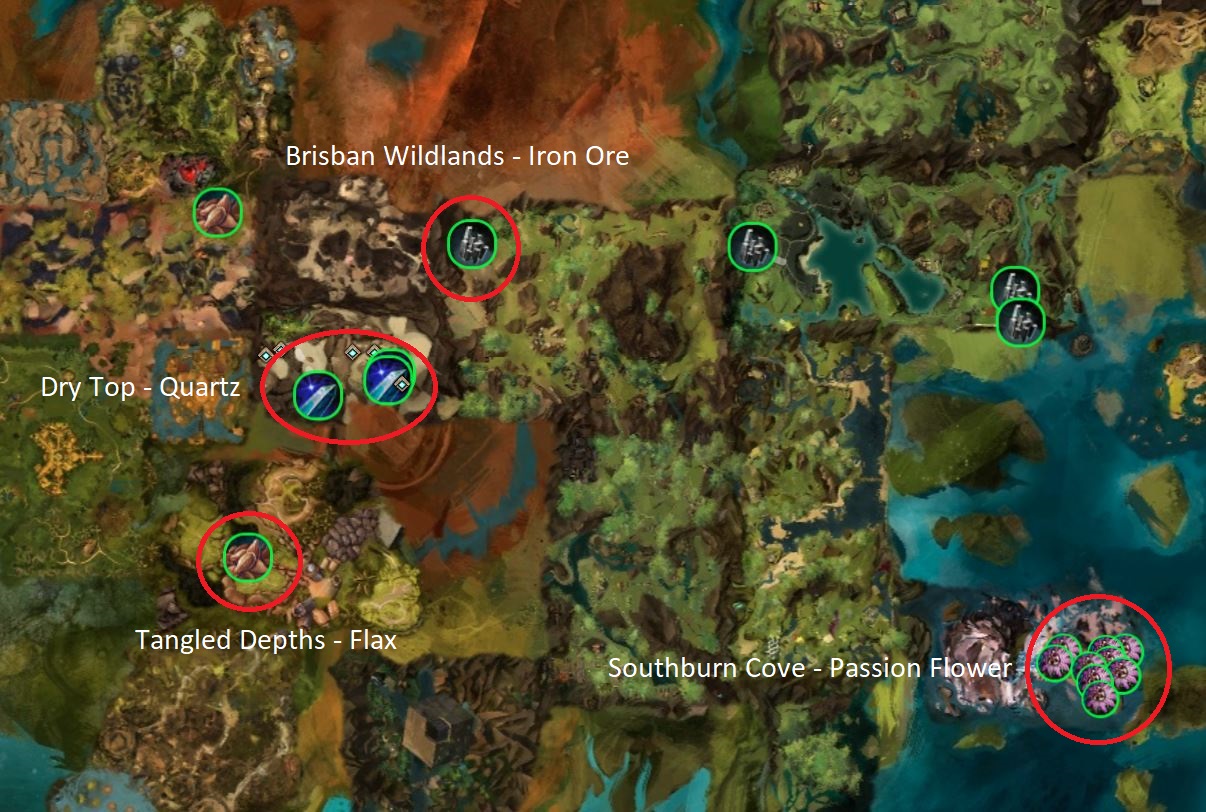 Brisban Wildlands - Iron Ore
Dry Top - Quartz
Tangled Depths - Flax
Southburn Cove - Passion Flower